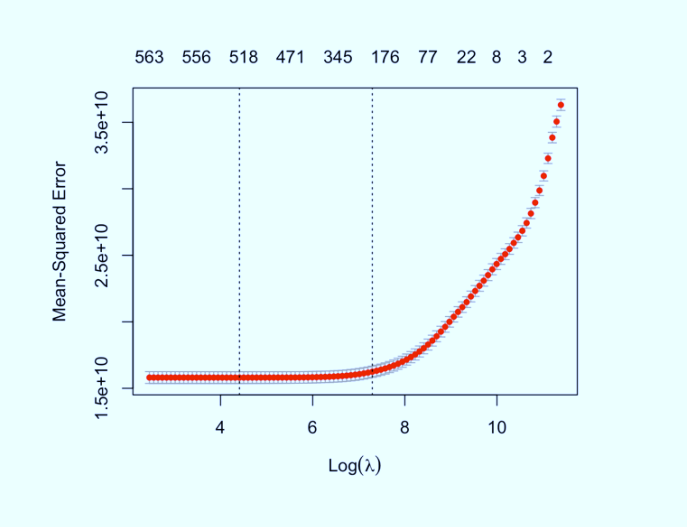 563 556 518 471 345 176 77 22 8 3 2
3.5e+10
2.5e+10
1.5e+10
Mean-Squared Error
4 6 8 10
Log(λ)